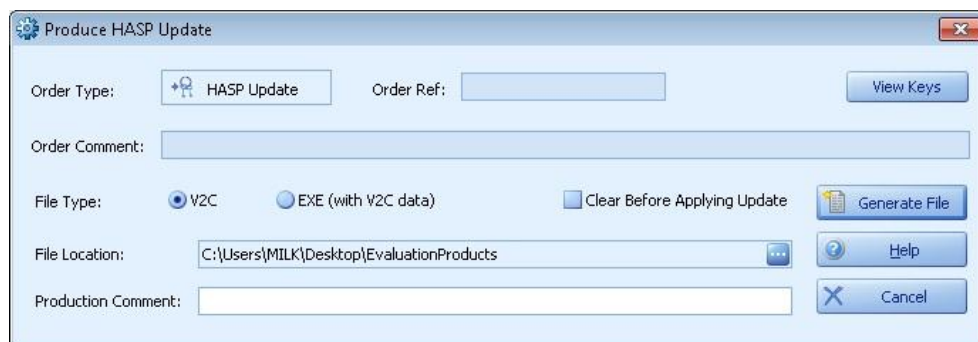 Produce HASP Update
Order Type: HASP Update Order Ref: View Keys
Order Comment:
File Type: V2C EXE (with V2C data) Clear Before Applying Update Generate File
File Location: C:\Users\MILK\Desktop\EvaluationProducts ... Help
Production Comment: Cancel